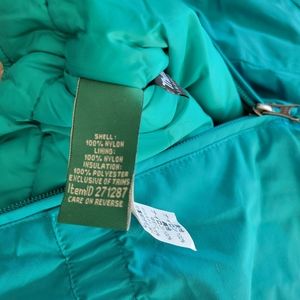 SHELL:
100% NYLON
LINING:
100% NYLON
INSULATION:
100% POLYESTER
EXCLUSIVE OF TRIMS
ItemID 271287
CARE ON REVERSE